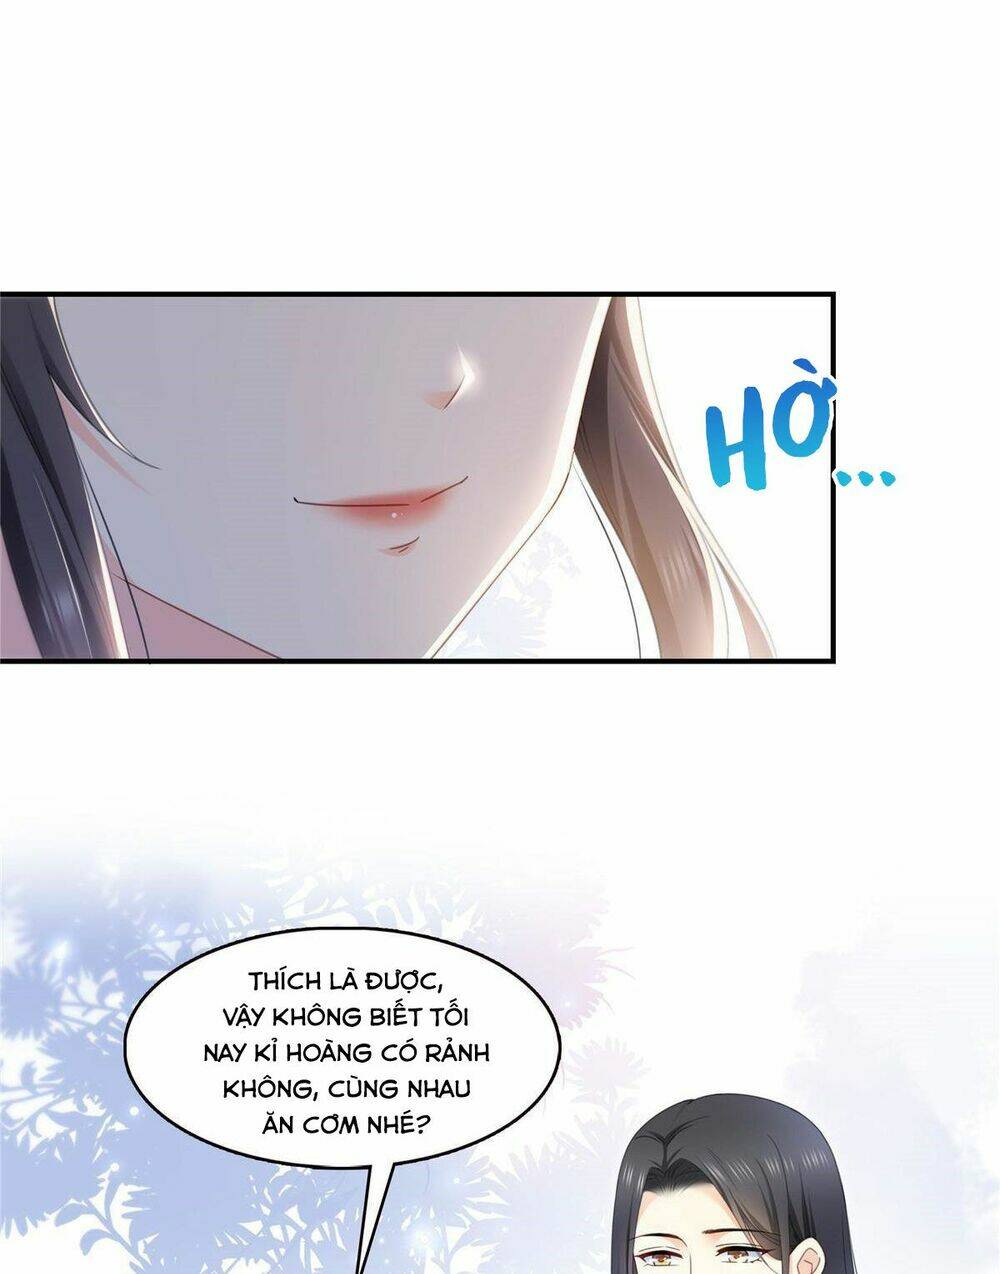 HỜ...
THÍCH LÀ ĐƯỢC,
VẬY KHÔNG BIẾT TỐI
NAY KỈ HOÀNG CÓ RẢNH
KHÔNG, CÙNG NHAU
ĂN CƠM NHÉ?